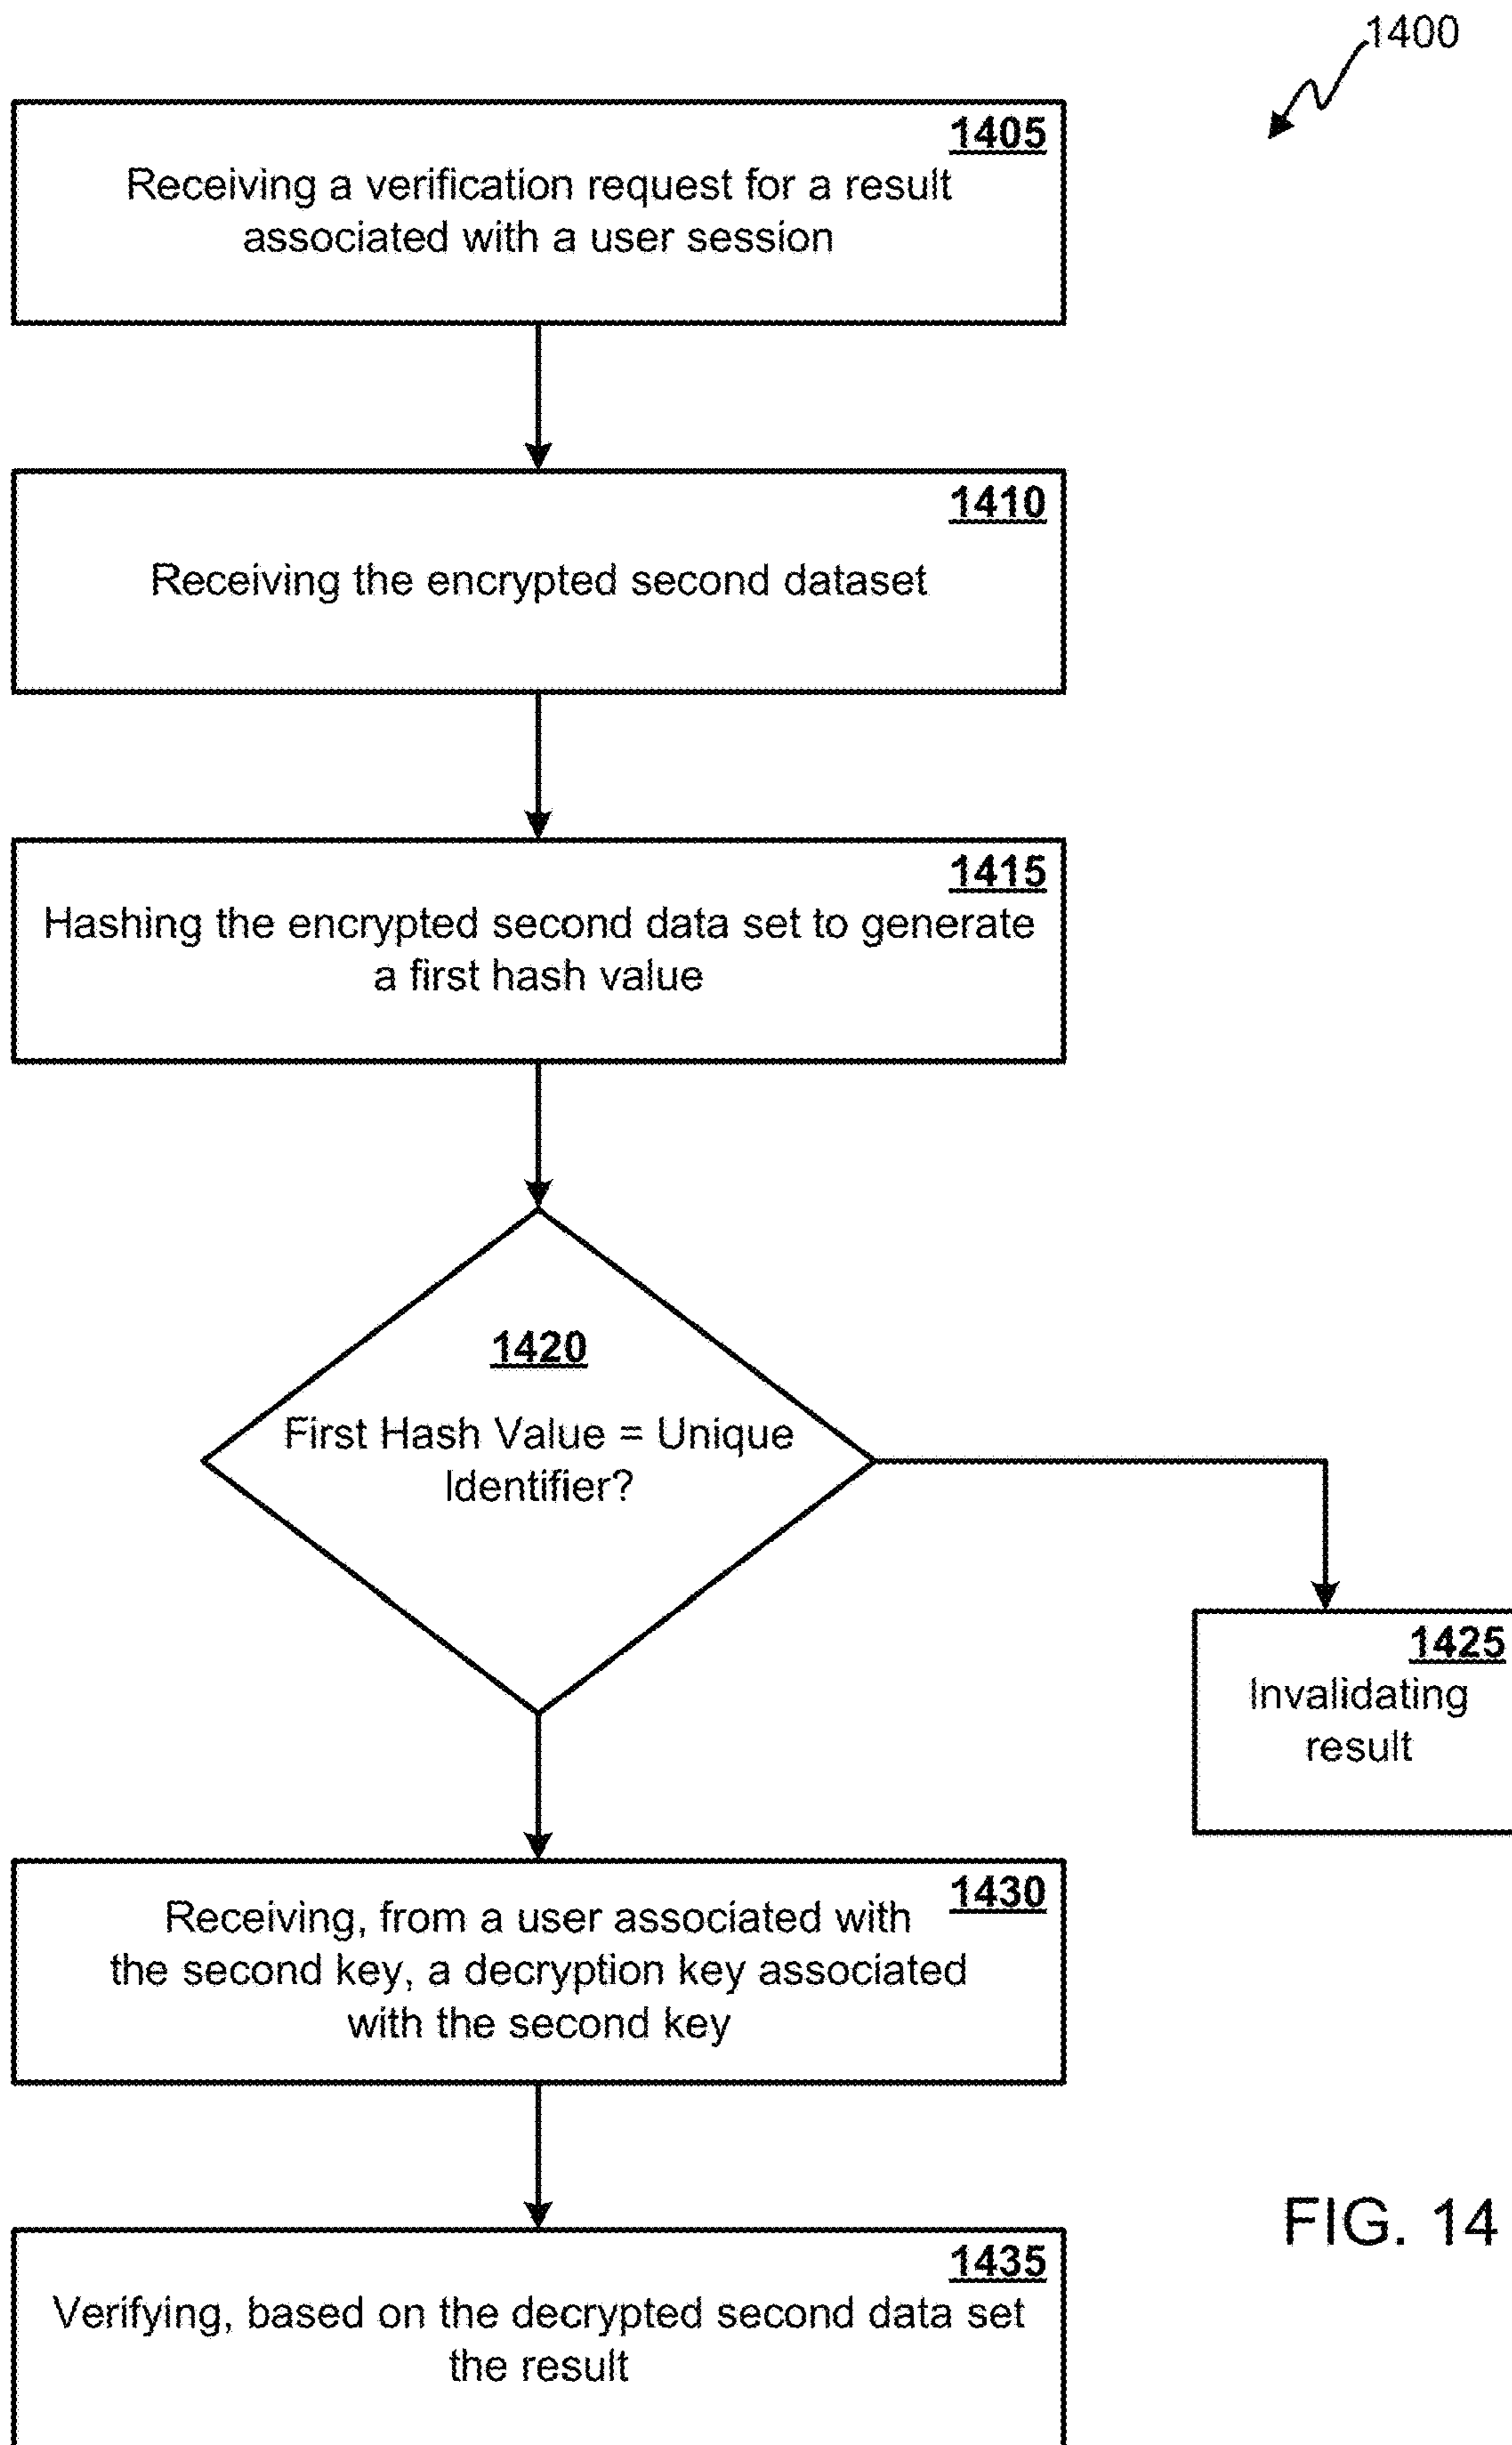 1400
1405
Receiving a verification request for a result
associated with a user session
1410
Receiving the encrypted second dataset
1415
Hashing the encrypted second data set to generate
a first hash value
1420
First Hash Value = Unique
Identifier?
1425
Invalidating
result
1430
Receiving, from a user associated with
the second key, a decryption key associated
with the second key
1435
Verifying, based on the decrypted second data set
the result
FIG. 14